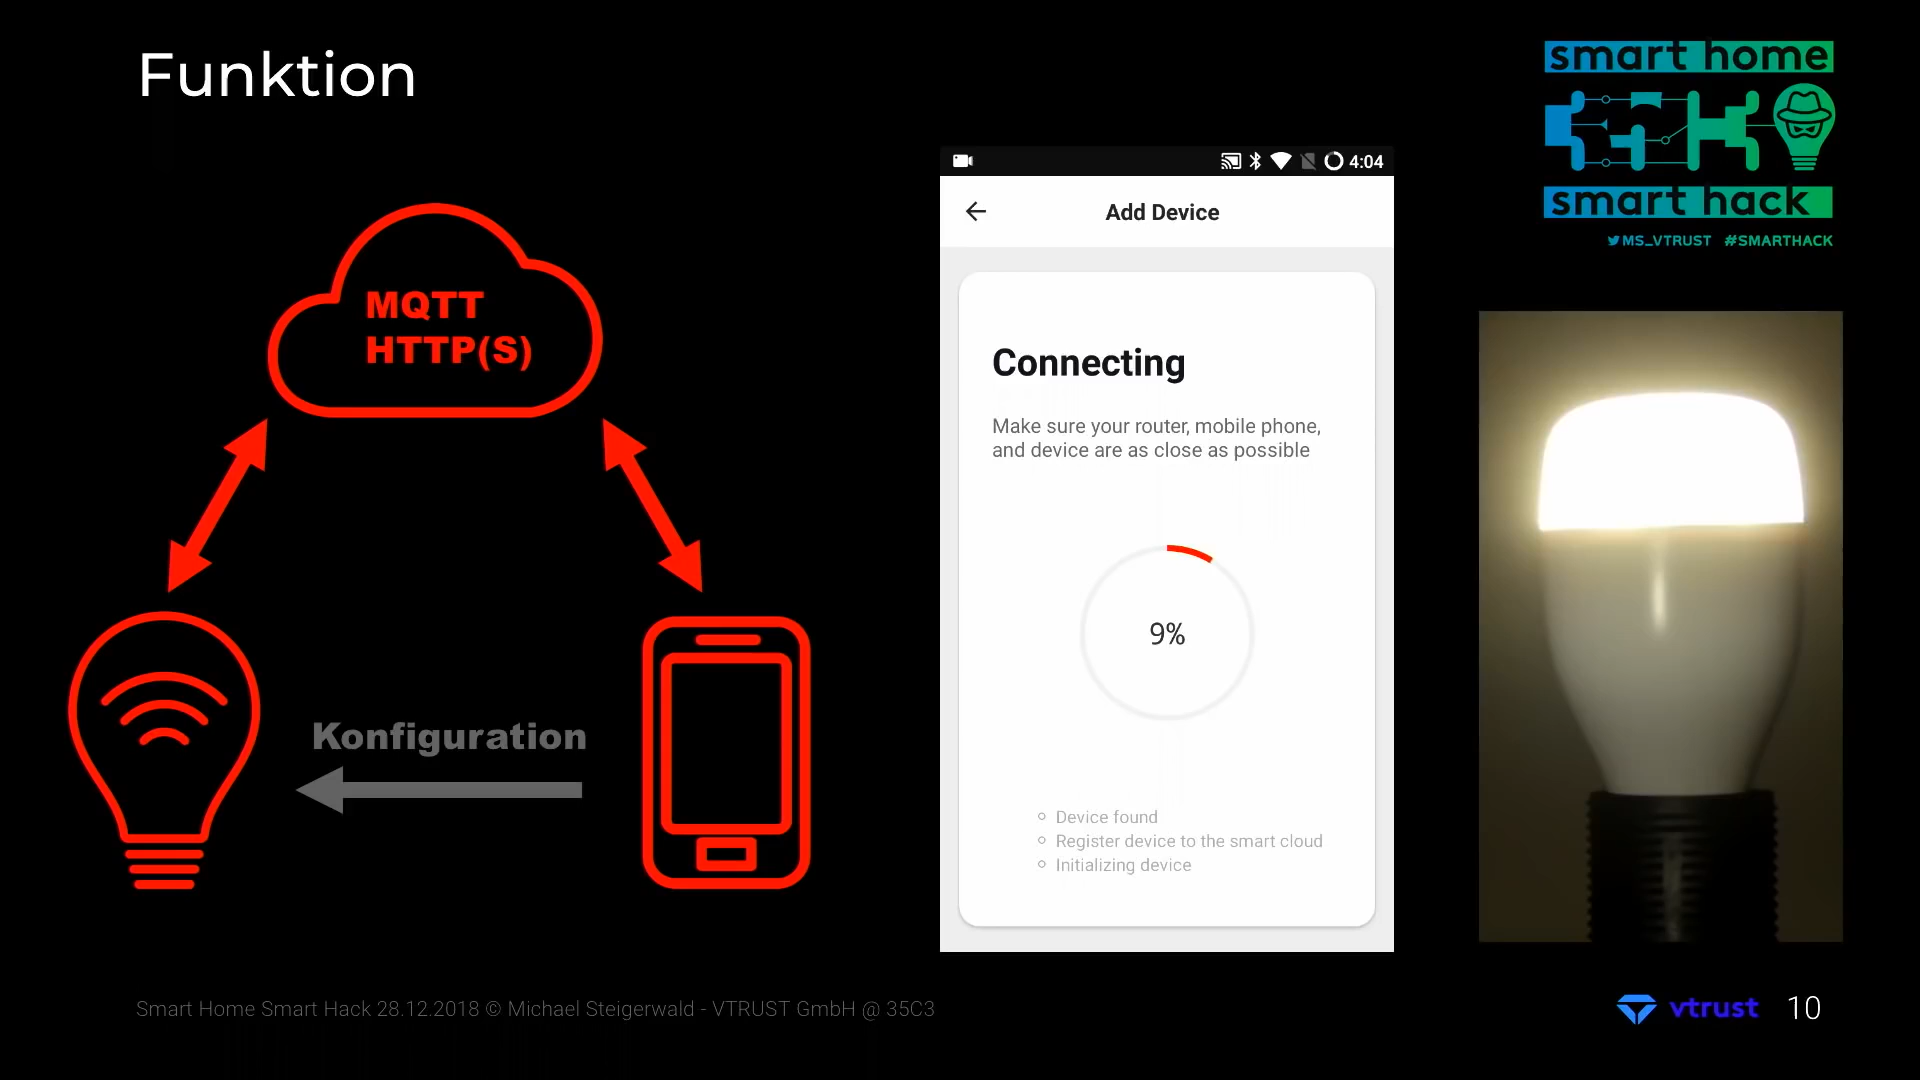 Funktion
MQTT
HTTP(S)
Konfiguration
4:04
Add Device
Connecting
Make sure your router, mobile phone,
and device are as close as possible
9%
Device found
Register device to the smart cloud
Initializing device
smart home
35C3
smart hack
MS_VTRUST #SMARTHACK
Smart Home Smart Hack 28.12.2018 © Michael Steigerwald - VTRUST GmbH @ 35C3
vtrust 10